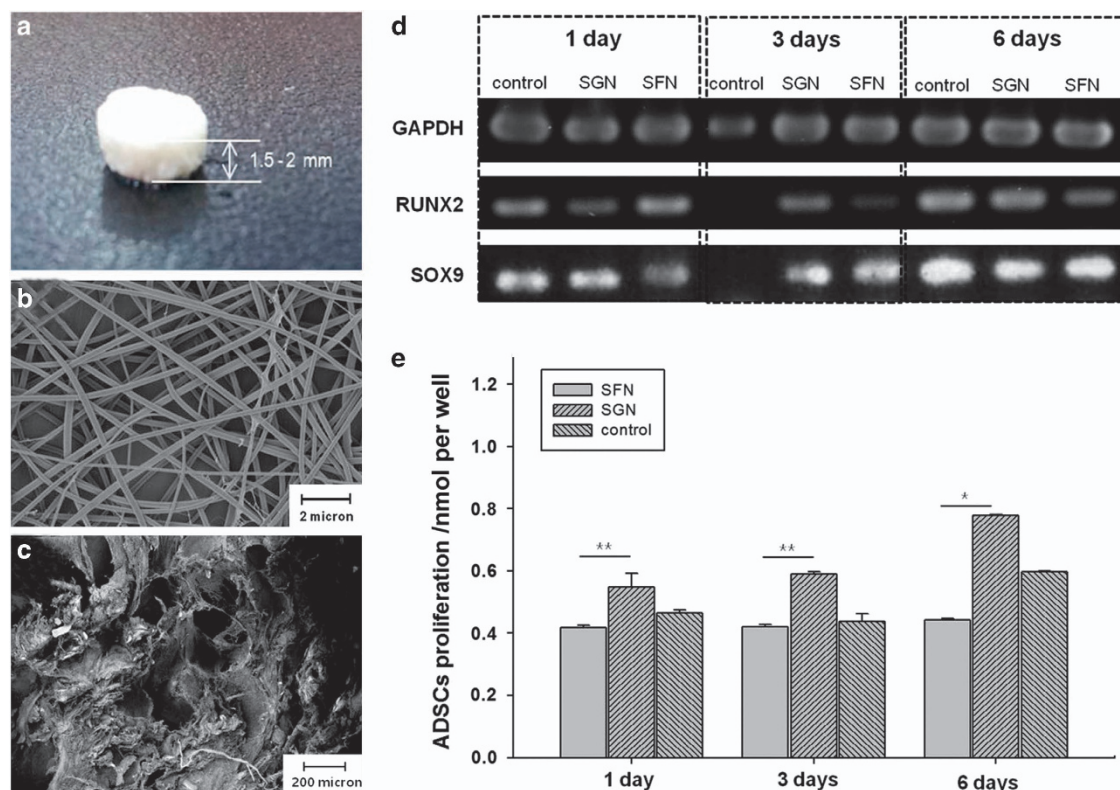 a
1.5 - 2 mm
b
2 micron
c
200 micron
d
1 day 3 days 6 days
control SGN SFN control SGN SFN control SGN SFN
GAPDH
RUNX2
SOX9
e
ADSCs proliferation /nmol per well
1.2
1.0
0.8
0.6
0.4
0.2
0.0
SFN
SGN
control
** ** *
1 day 3 days 6 days